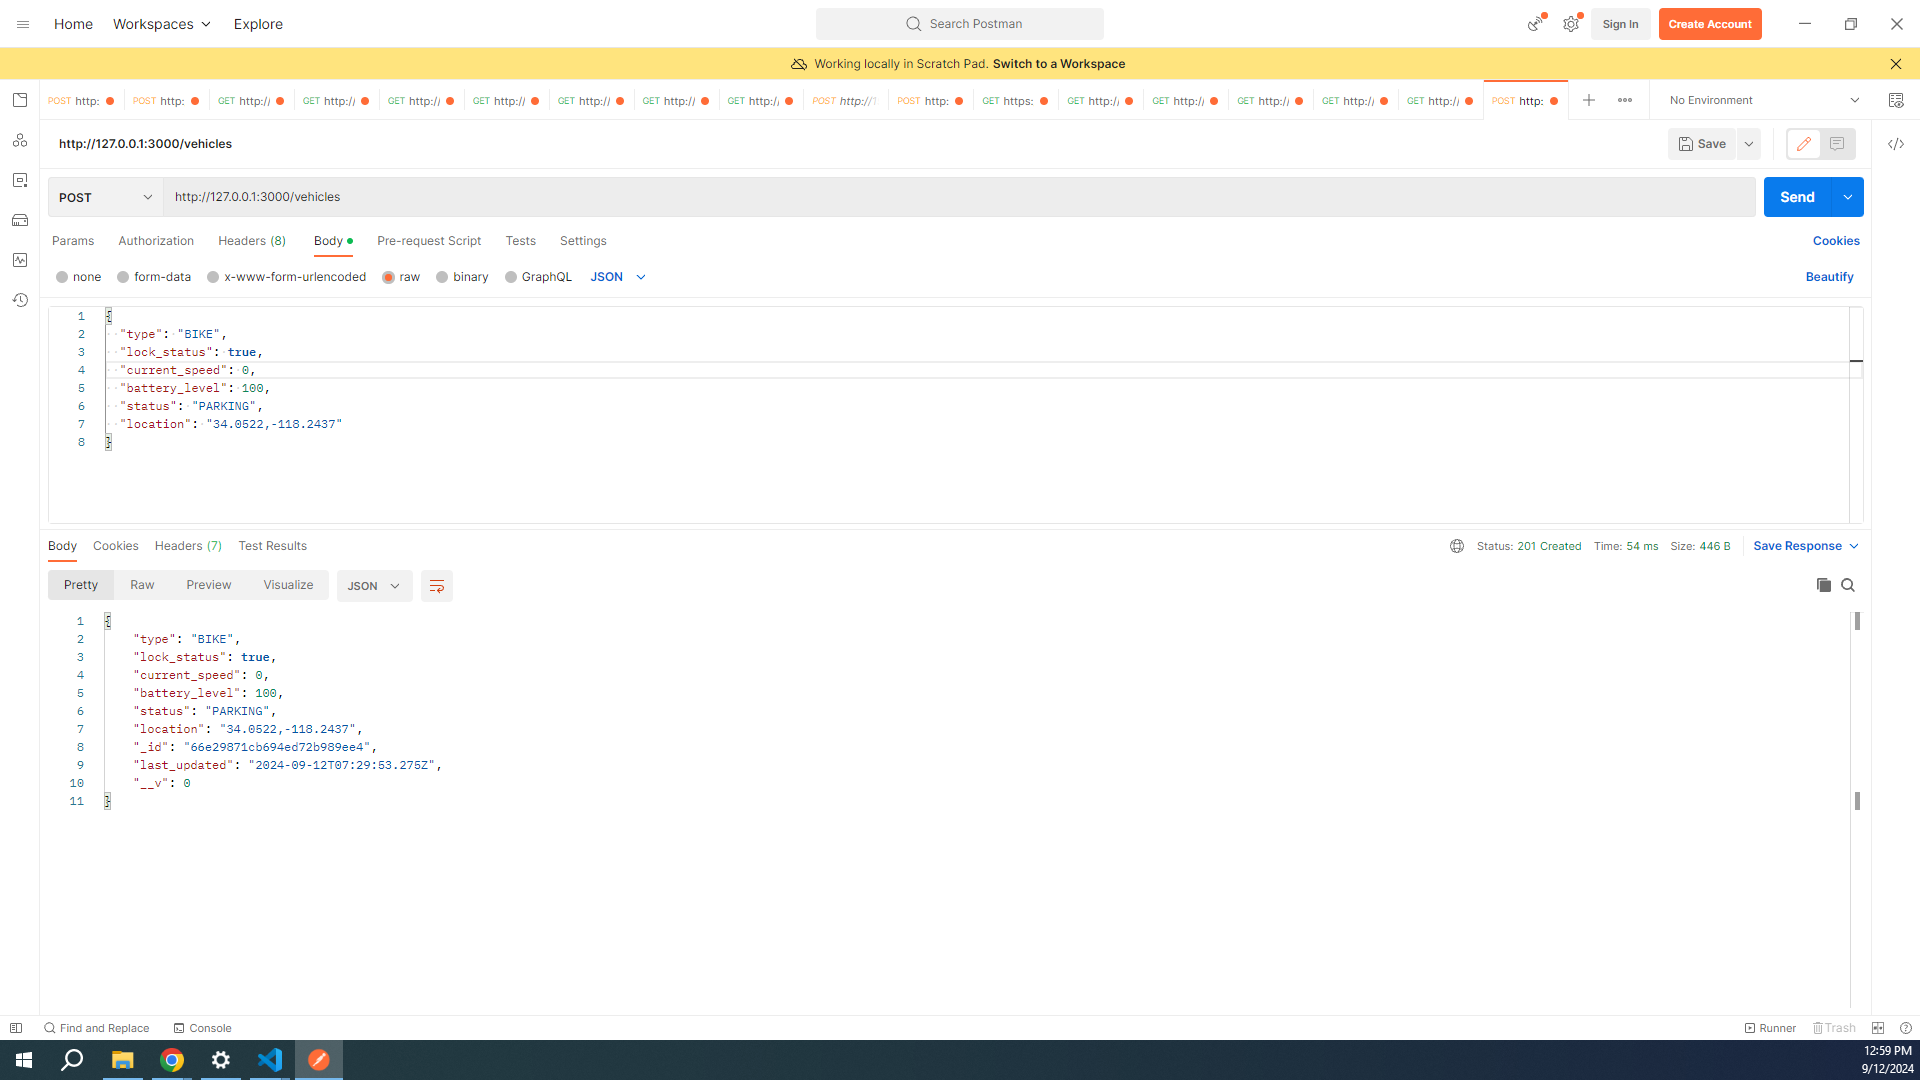 Home Workspaces Explore Search Postman Sign In Create Account
Working locally in Scratch Pad. Switch to a Workspace
POST http: POST http: GET http:/ GET http:/ GET http:/ GET http:/ GET http:/ GET http:/ GET http:/ POST http:// POST http: GET https: GET http:/ GET http:/ GET http:/ GET http:/ GET http:/ POST http: No Environment
http://127.0.0.1:3000/vehicles Save
POST http://127.0.0.1:3000/vehicles Send
Params Authorization Headers (8) Body Pre-request Script Tests Settings Cookies
none form-data x-www-form-urlencoded raw binary GraphQL JSON Beautify
1 {
2 "type": "BIKE",
3 "lock_status": true,
4 "current_speed": 0,
5 "battery_level": 100,
6 "status": "PARKING",
7 "location": "34.0522,-118.2437"
8 }
Body Cookies Headers (7) Test Results Status: 201 Created Time: 54 ms Size: 446 B Save Response
Pretty Raw Preview Visualize JSON
1 {
2 "type": "BIKE",
3 "lock_status": true,
4 "current_speed": 0,
5 "battery_level": 100,
6 "status": "PARKING",
7 "location": "34.0522,-118.2437",
8 "_id": "66e29871cb694ed72b989ee4",
9 "last_updated": "2024-09-12T07:29:53.275Z",
10 "__v": 0
11 }
Find and Replace Console Runner Trash
12:59 PM
9/12/2024